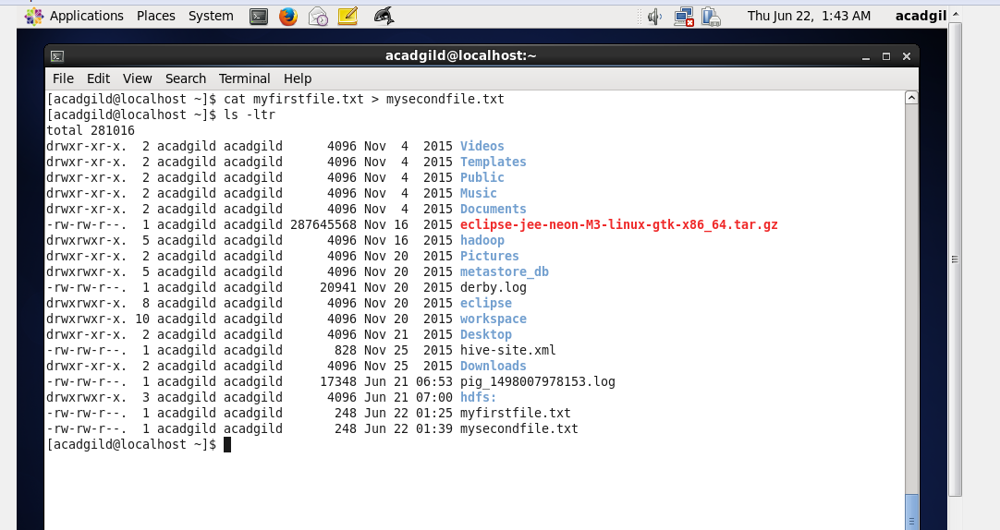 Applications Places System Thu Jun 22, 1:43 AM acadgil
acadgild@localhost:~
File Edit View Search Terminal Help
[acadgild@localhost ~]$ cat myfirstfile.txt > mysecondfile.txt
[acadgild@localhost ~]$ ls -ltr
total 281016
drwxr-xr-x.  2 acadgild acadgild      4096 Nov  4  2015 Videos
drwxr-xr-x.  2 acadgild acadgild      4096 Nov  4  2015 Templates
drwxr-xr-x.  2 acadgild acadgild      4096 Nov  4  2015 Public
drwxr-xr-x.  2 acadgild acadgild      4096 Nov  4  2015 Music
drwxr-xr-x.  2 acadgild acadgild      4096 Nov  4  2015 Documents
-rw-rw-r--.  1 acadgild acadgild 287645568 Nov 16  2015 eclipse-jee-neon-M3-linux-gtk-x86_64.tar.gz
drwxrwxr-x.  5 acadgild acadgild      4096 Nov 16  2015 hadoop
drwxr-xr-x.  2 acadgild acadgild      4096 Nov 20  2015 Pictures
drwxrwxr-x.  5 acadgild acadgild      4096 Nov 20  2015 metastore_db
-rw-rw-r--.  1 acadgild acadgild     20941 Nov 20  2015 derby.log
drwxrwxr-x.  8 acadgild acadgild      4096 Nov 20  2015 eclipse
drwxrwxr-x. 10 acadgild acadgild      4096 Nov 20  2015 workspace
drwxr-xr-x.  2 acadgild acadgild      4096 Nov 21  2015 Desktop
-rw-rw-r--.  1 acadgild acadgild       828 Nov 25  2015 hive-site.xml
drwxr-xr-x.  2 acadgild acadgild      4096 Nov 25  2015 Downloads
-rw-rw-r--.  1 acadgild acadgild     17348 Jun 21 06:53 pig_1498007978153.log
drwxrwxr-x.  3 acadgild acadgild      4096 Jun 21 07:00 hdfs:
-rw-rw-r--.  1 acadgild acadgild       248 Jun 22 01:25 myfirstfile.txt
-rw-rw-r--.  1 acadgild acadgild       248 Jun 22 01:39 mysecondfile.txt
[acadgild@localhost ~]$